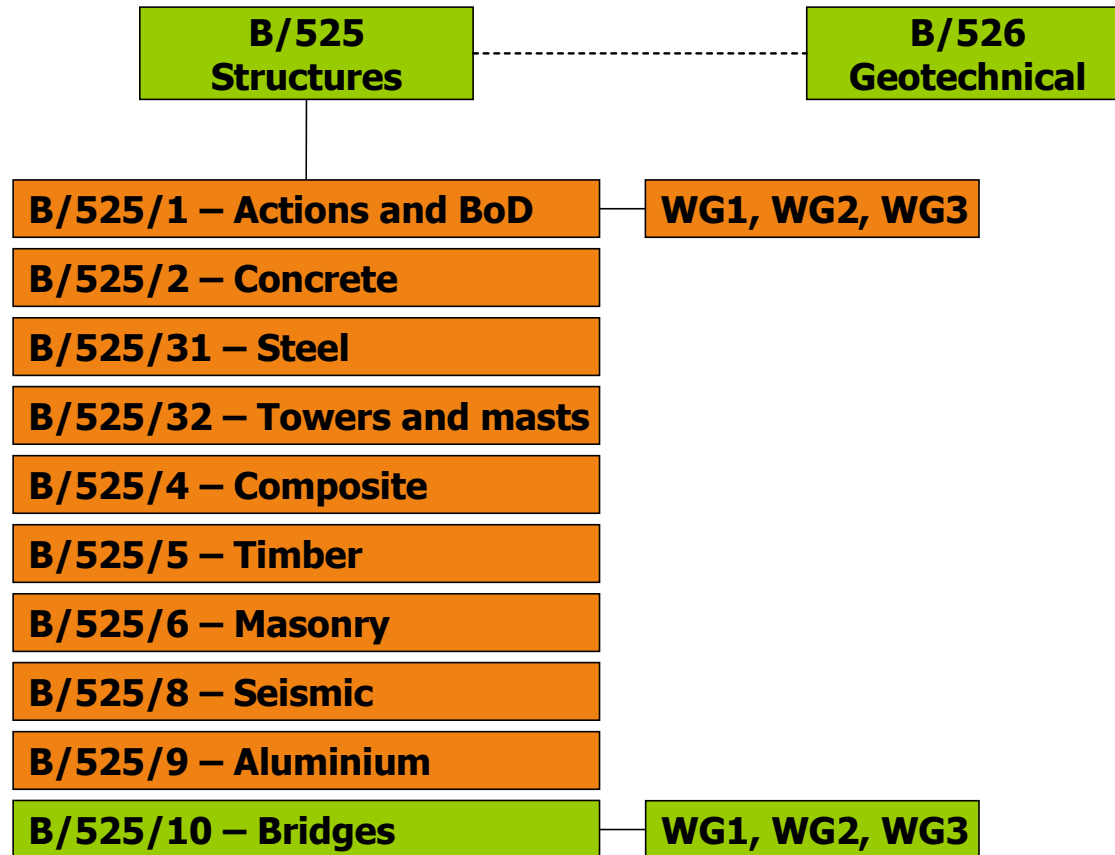 B/525
Structures
B/526
Geotechnical
B/525/1 – Actions and BoD
WG1, WG2, WG3
B/525/2 – Concrete
B/525/31 – Steel
B/525/32 – Towers and masts
B/525/4 – Composite
B/525/5 – Timber
B/525/6 – Masonry
B/525/8 – Seismic
B/525/9 – Aluminium
B/525/10 – Bridges
WG1, WG2, WG3